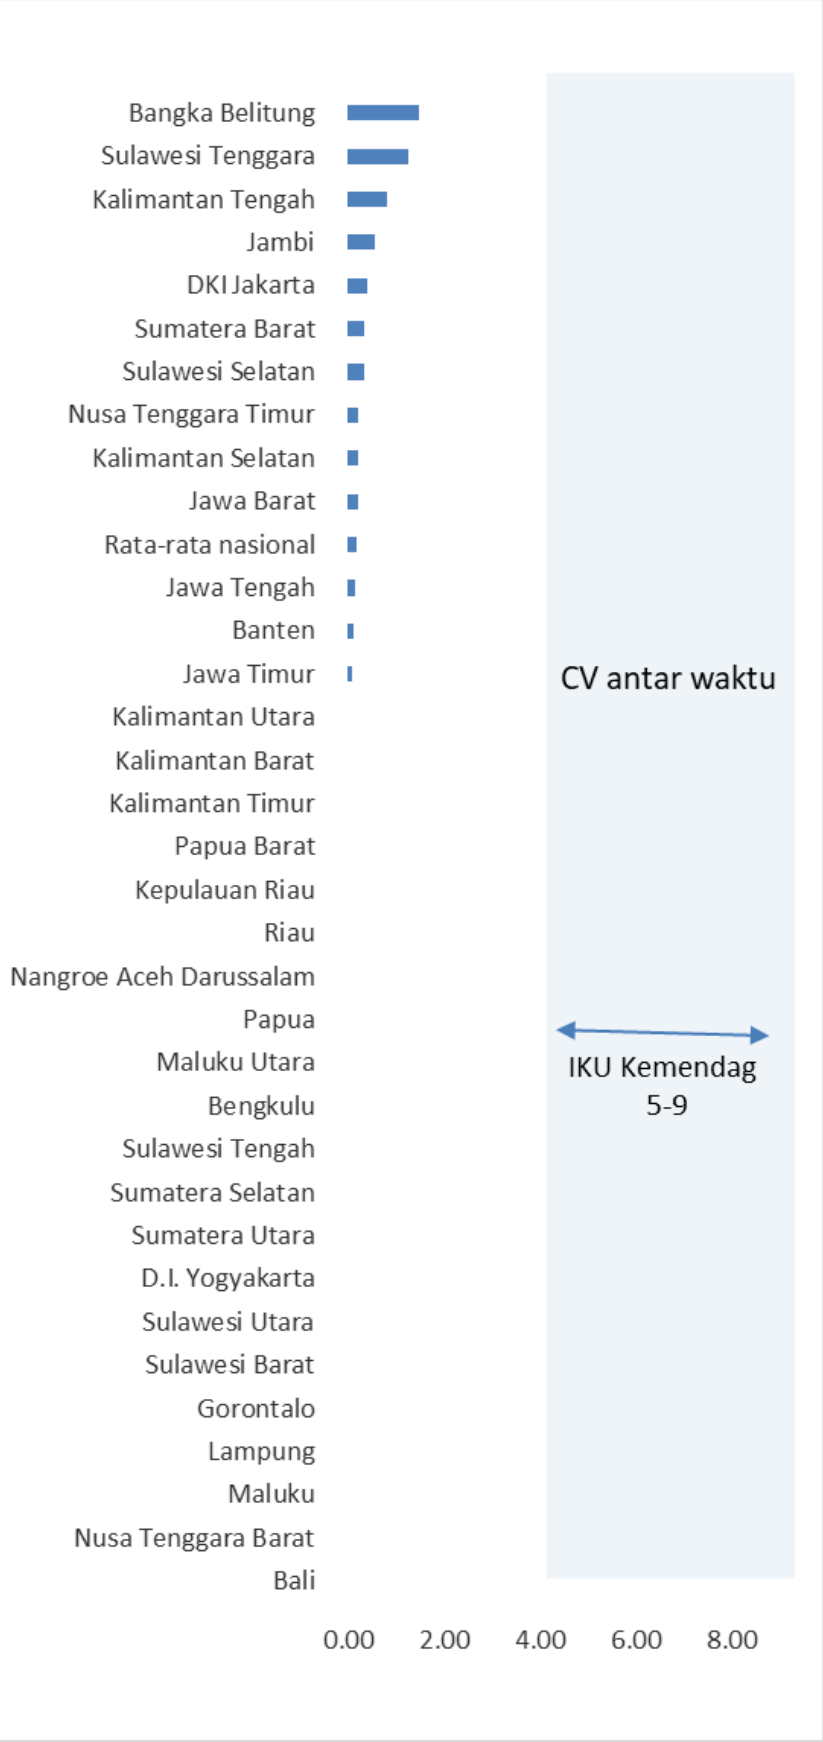 Bangka Belitung
Sulawesi Tenggara
Kalimantan Tengah
Jambi
DKI Jakarta
Sumatera Barat
Sulawesi Selatan
Nusa Tenggara Timur
Kalimantan Selatan
Jawa Barat
Rata-rata nasional
Jawa Tengah
Banten
Jawa Timur
CV antar waktu
Kalimantan Utara
Kalimantan Barat
Kalimantan Timur
Papua Barat
Kepulauan Riau
Riau
Nangroe Aceh Darussalam
Papua
Maluku Utara
IKU Kemendag
5-9
Bengkulu
Sulawesi Tengah
Sumatera Selatan
Sumatera Utara
D.I. Yogyakarta
Sulawesi Utara
Sulawesi Barat
Gorontalo
Lampung
Maluku
Nusa Tenggara Barat
Bali
0.00 2.00 4.00 6.00 8.00